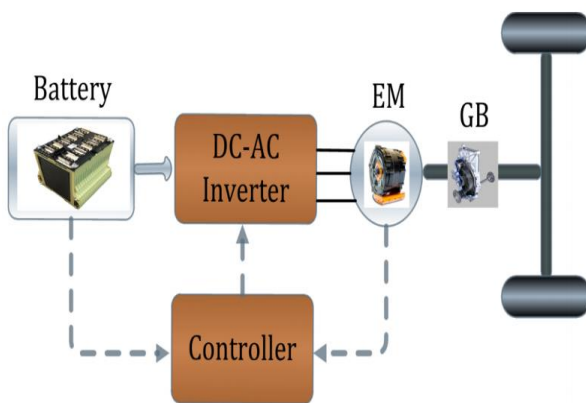 Battery
DC-AC
Inverter
EM
GB
Controller